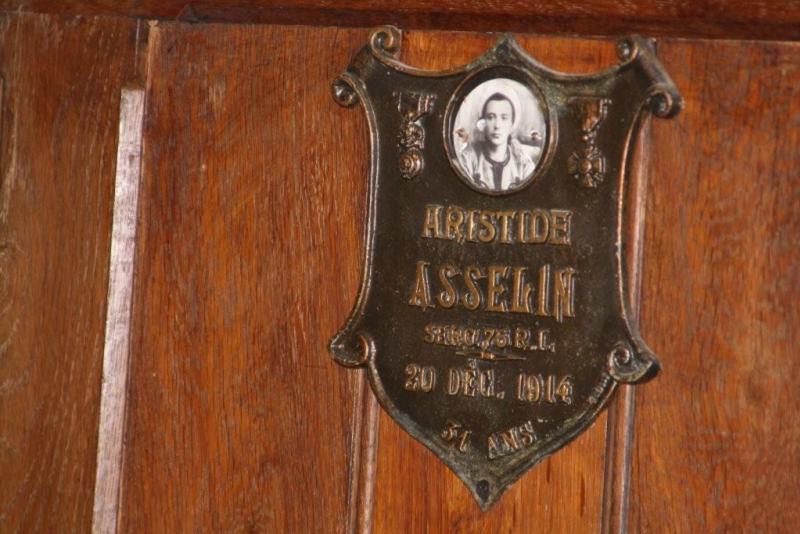 ARISTIDE
ASSELIN
20 DÉC. 1914
31 ANS